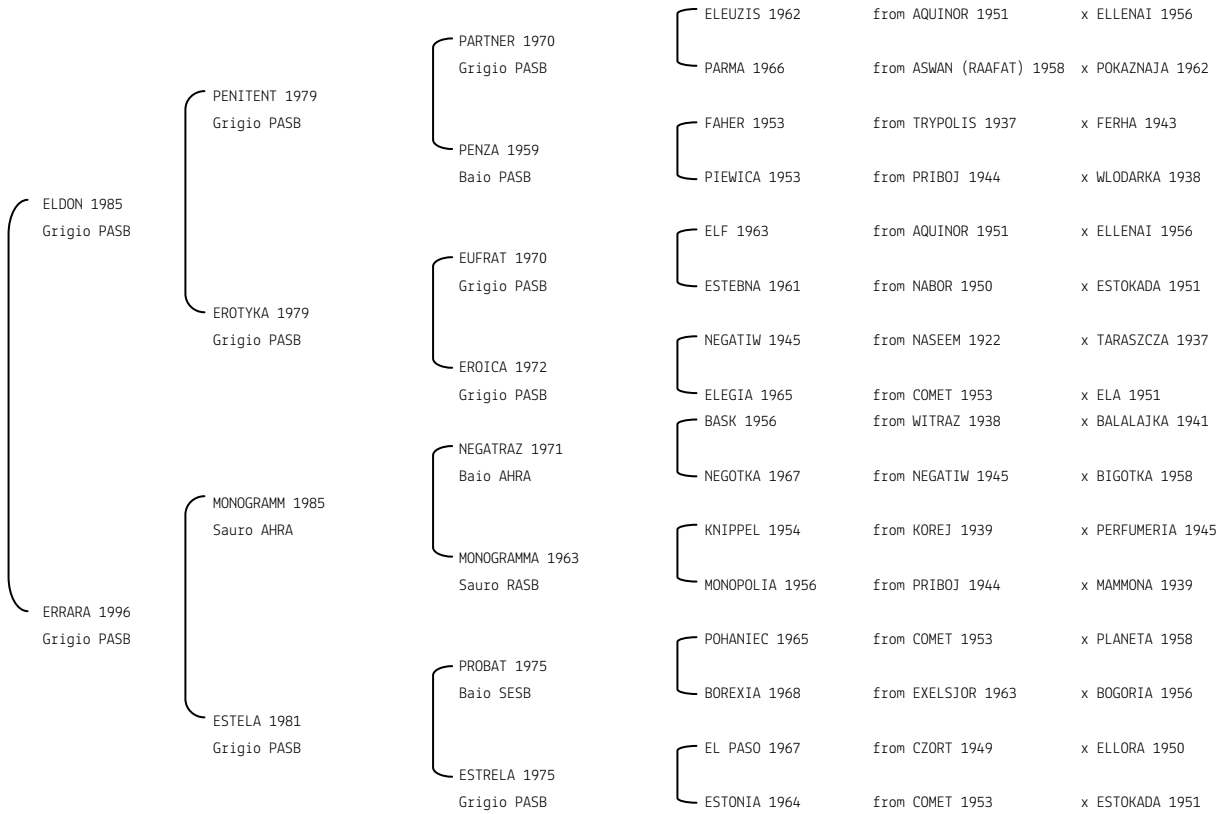 ELEUZIS 1962 from AQUINOR 1951 x ELLENAI 1956
PARTNER 1970
Grigio PASB PARMA 1966 from ASWAN (RAAFAT) 1958 x POKAZNAJA 1962
PENITENT 1979
Grigio PASB FAHER 1953 from TRYPOLIS 1937 x FERHA 1943
PENZA 1959
Baio PASB PIEWICA 1953 from PRIBOJ 1944 x WLODARKA 1938
ELDON 1985
Grigio PASB ELF 1963 from AQUINOR 1951 x ELLENAI 1956
EUFRAT 1970
Grigio PASB ESTEBNA 1961 from NABOR 1950 x ESTOKADA 1951
EROTYKA 1979
Grigio PASB NEGATIW 1945 from NASEEM 1922 x TARASZCZA 1937
EROICA 1972
Grigio PASB ELEGIA 1965 from COMET 1953 x ELA 1951
BASK 1956 from WITRAZ 1938 x BALALAJKA 1941
NEGATRAZ 1971
Baio AHRA NEGOTKA 1967 from NEGATIW 1945 x BIGOTKA 1958
MONOGRAMM 1985
Sauro AHRA KNIPPEL 1954 from KOREJ 1939 x PERFUMERIA 1945
MONOGRAMMA 1963
Sauro RASB MONOPOLIA 1956 from PRIBOJ 1944 x MAMMONA 1939
ERRARA 1996
Grigio PASB POHANIEC 1965 from COMET 1953 x PLANETA 1958
PROBAT 1975
Baio SESB BOREXIA 1968 from EXELSJOR 1963 x BOGORIA 1956
ESTELA 1981
Grigio PASB EL PASO 1967 from CZORT 1949 x ELLORA 1950
ESTRELA 1975
Grigio PASB ESTONIA 1964 from COMET 1953 x ESTOKADA 1951